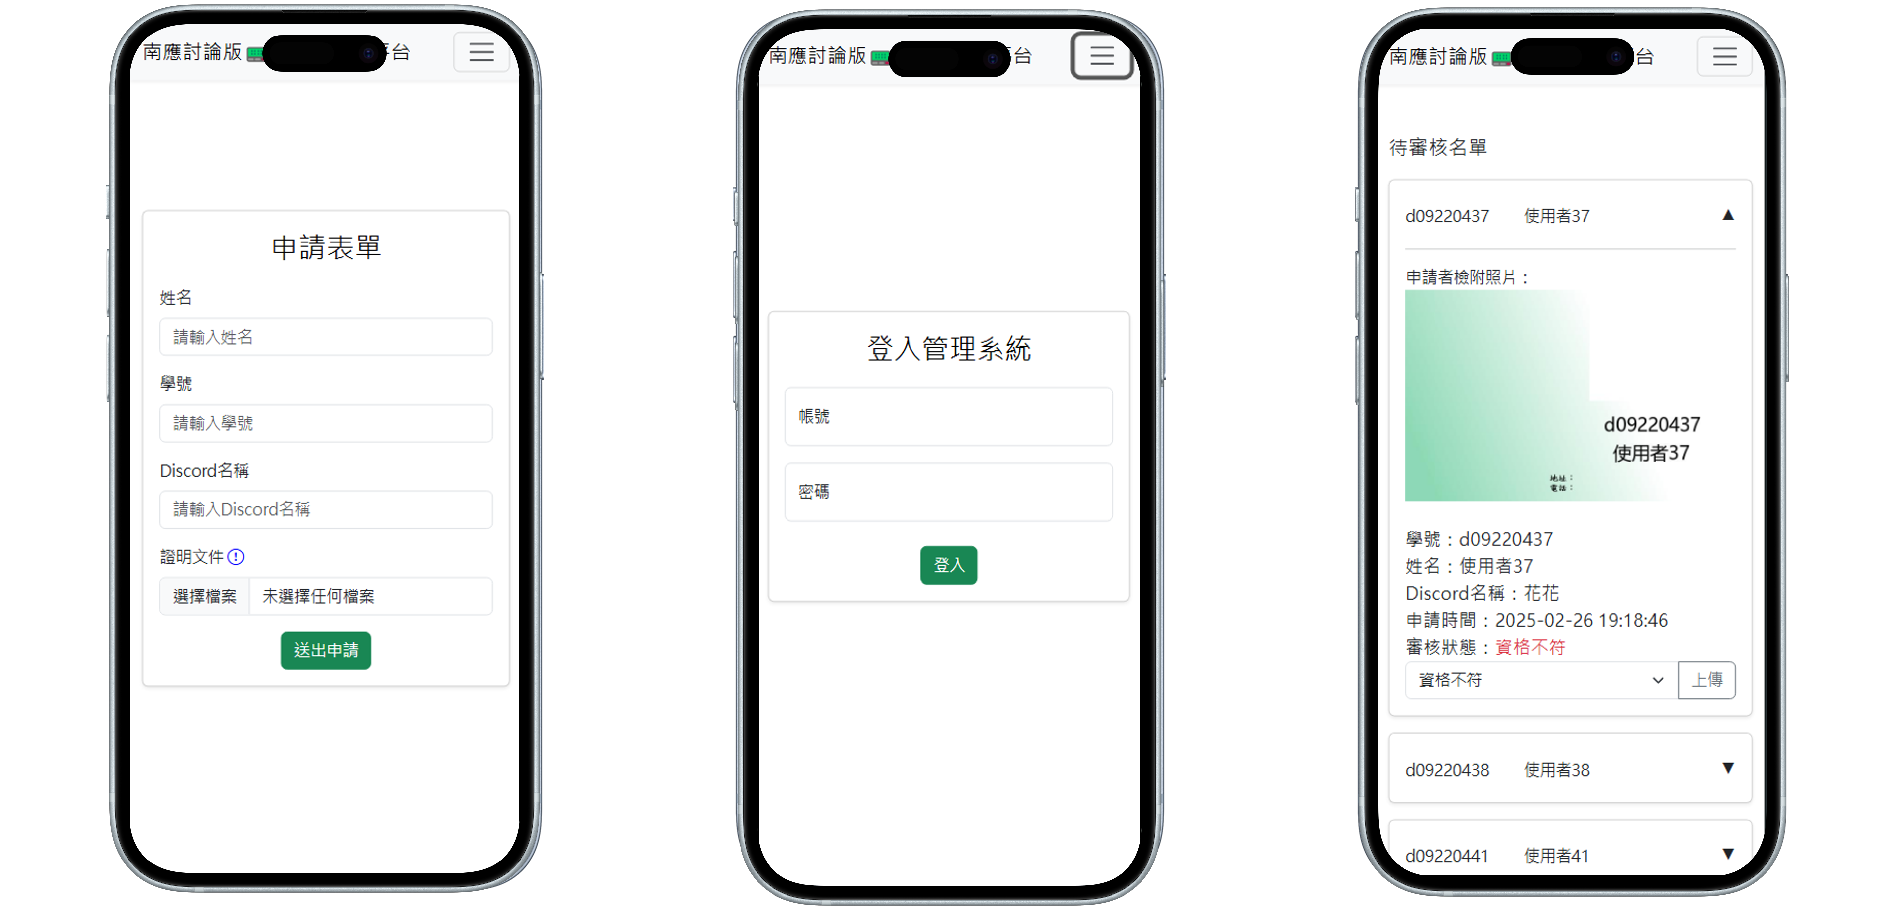 南應討論版 台
申請表單
姓名
請輸入姓名
學號
請輸入學號
Discord名稱
請輸入Discord名稱
證明文件
選擇檔案 未選擇任何檔案
送出申請
南應討論版 台
登入管理系統
帳號
密碼
登入
南應討論版 台
待審核名單
d09220437 使用者37 ▲
申請者檢附照片：
d09220437
使用者37
地址：
電話：
學號：d09220437
姓名：使用者37
Discord名稱：花花
申請時間：2025-02-26 19:18:46
審核狀態：資格不符
資格不符 上傳
d09220438 使用者38 ▼
d09220441 使用者41 ▼